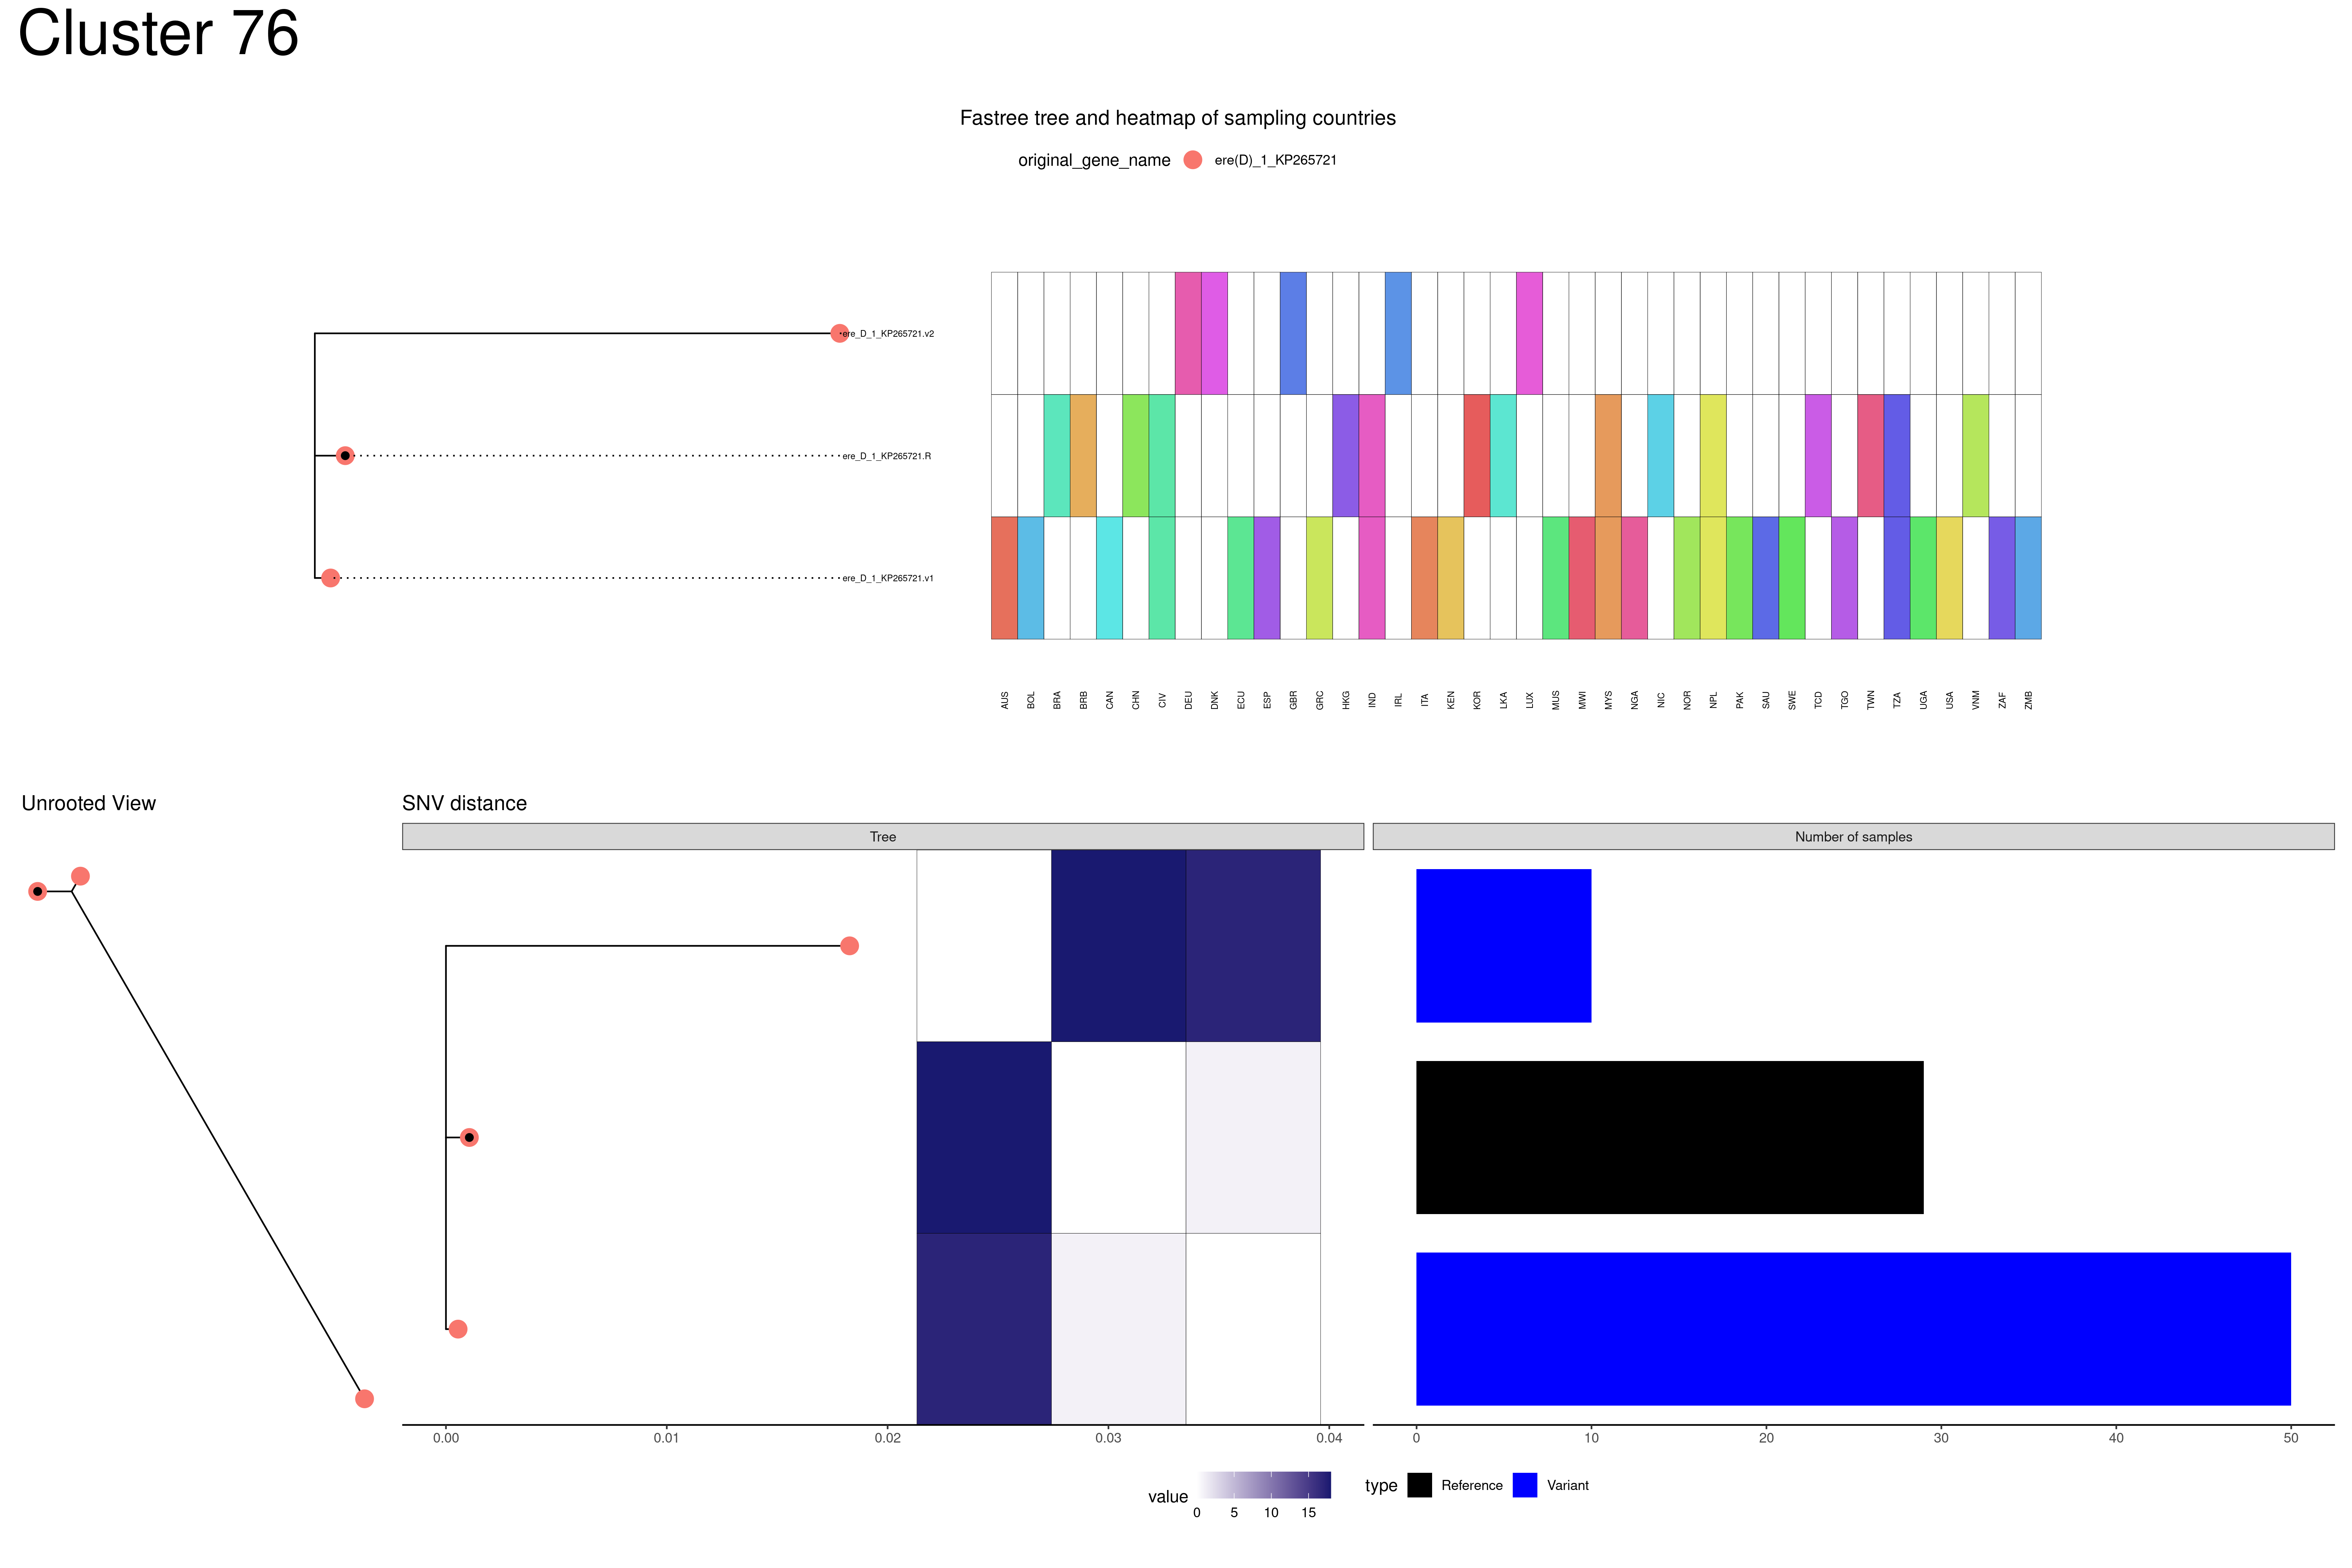 Cluster 76
Fastree tree and heatmap of sampling countries
original_gene_name ere(D)_1_KP265721
ere_D_1_KP265721.v2
ere_D_1_KP265721.R
ere_D_1_KP265721.v1
AUS BOL BRA BRB CAN CHN CIV DEU DNK ECU ESP GBR GRC HKG IND IRL ITA KEN KOR LKA LUX MUS MWI MYS NGA NIC NOR NPL PAK SAU SWE TCD TGO TWN TZA UGA USA VNM ZAF ZMB
Unrooted View
SNV distance
Tree
Number of samples
0.00 0.01 0.02 0.03 0.04
0 10 20 30 40 50
value
0 5 10 15
type Reference Variant